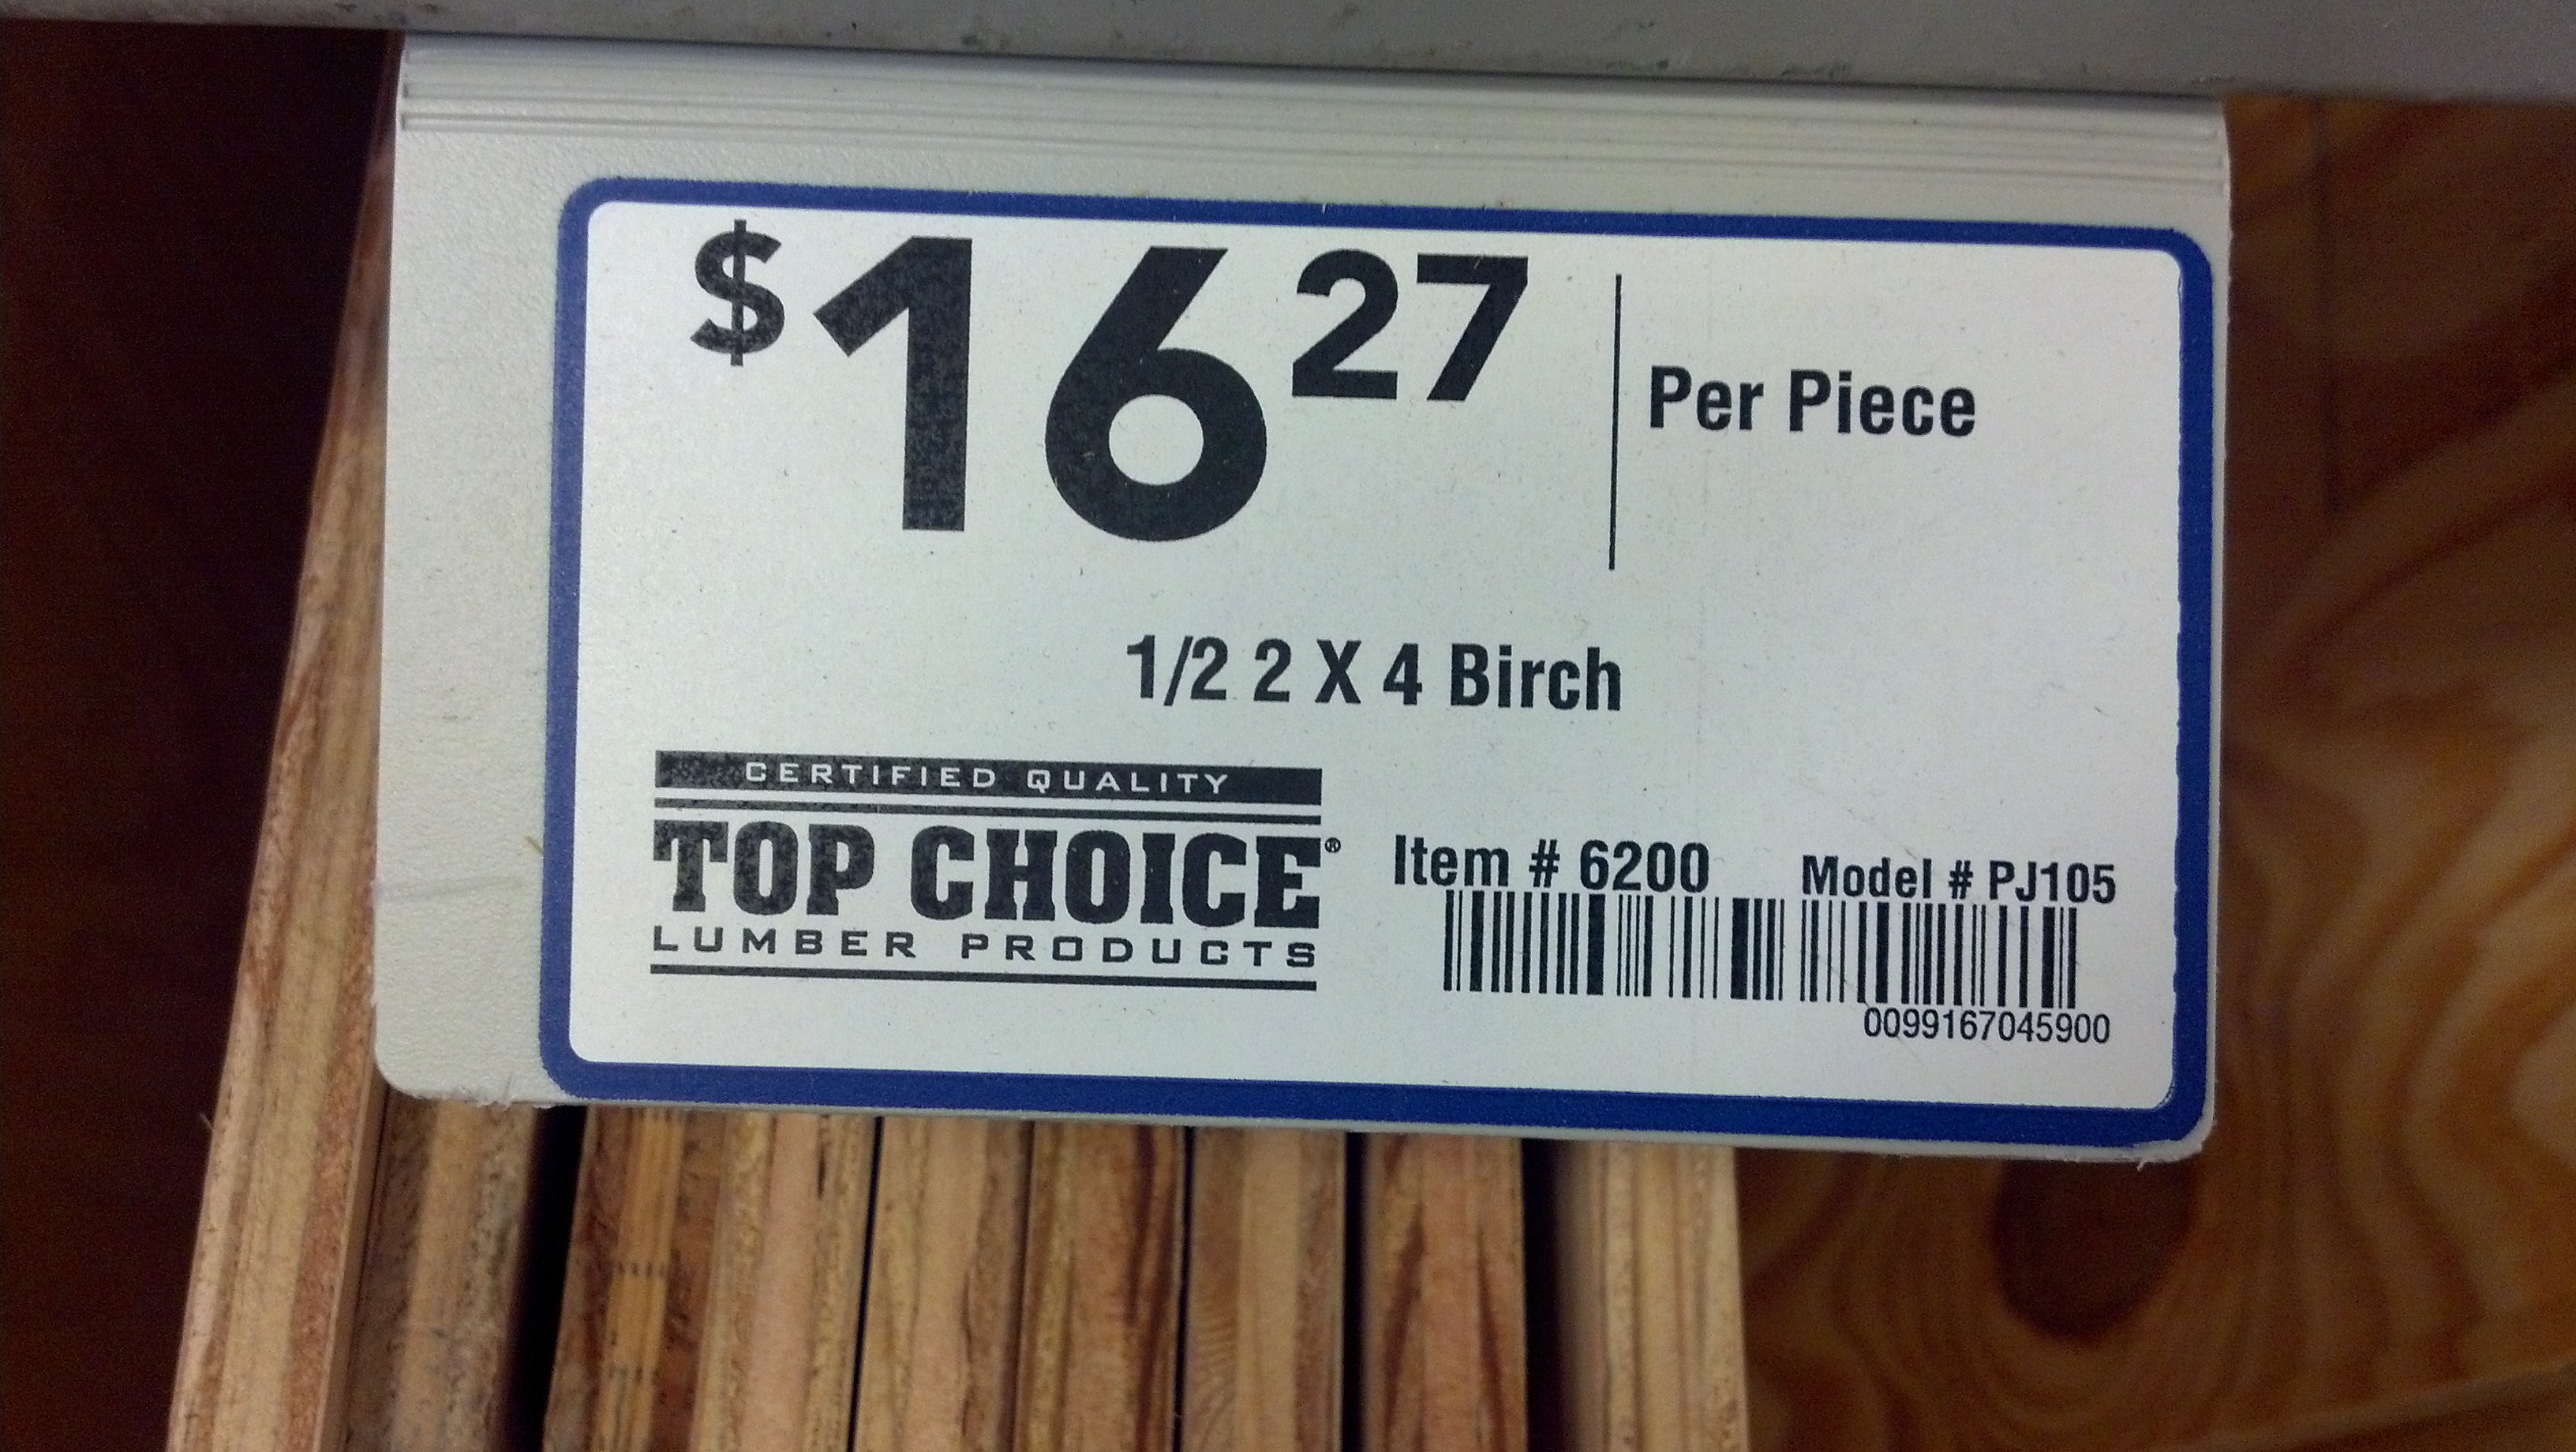 $16 27 Per Piece
1/2 2 X 4 Birch
CERTIFIED QUALITY
TOP CHOICE®
LUMBER PRODUCTS
Item # 6200 Model # PJ105
0099167045900